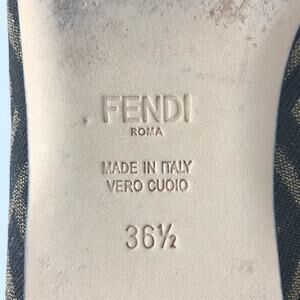 FENDI
ROMA
MADE IN ITALY
VERO CUOIO
36½